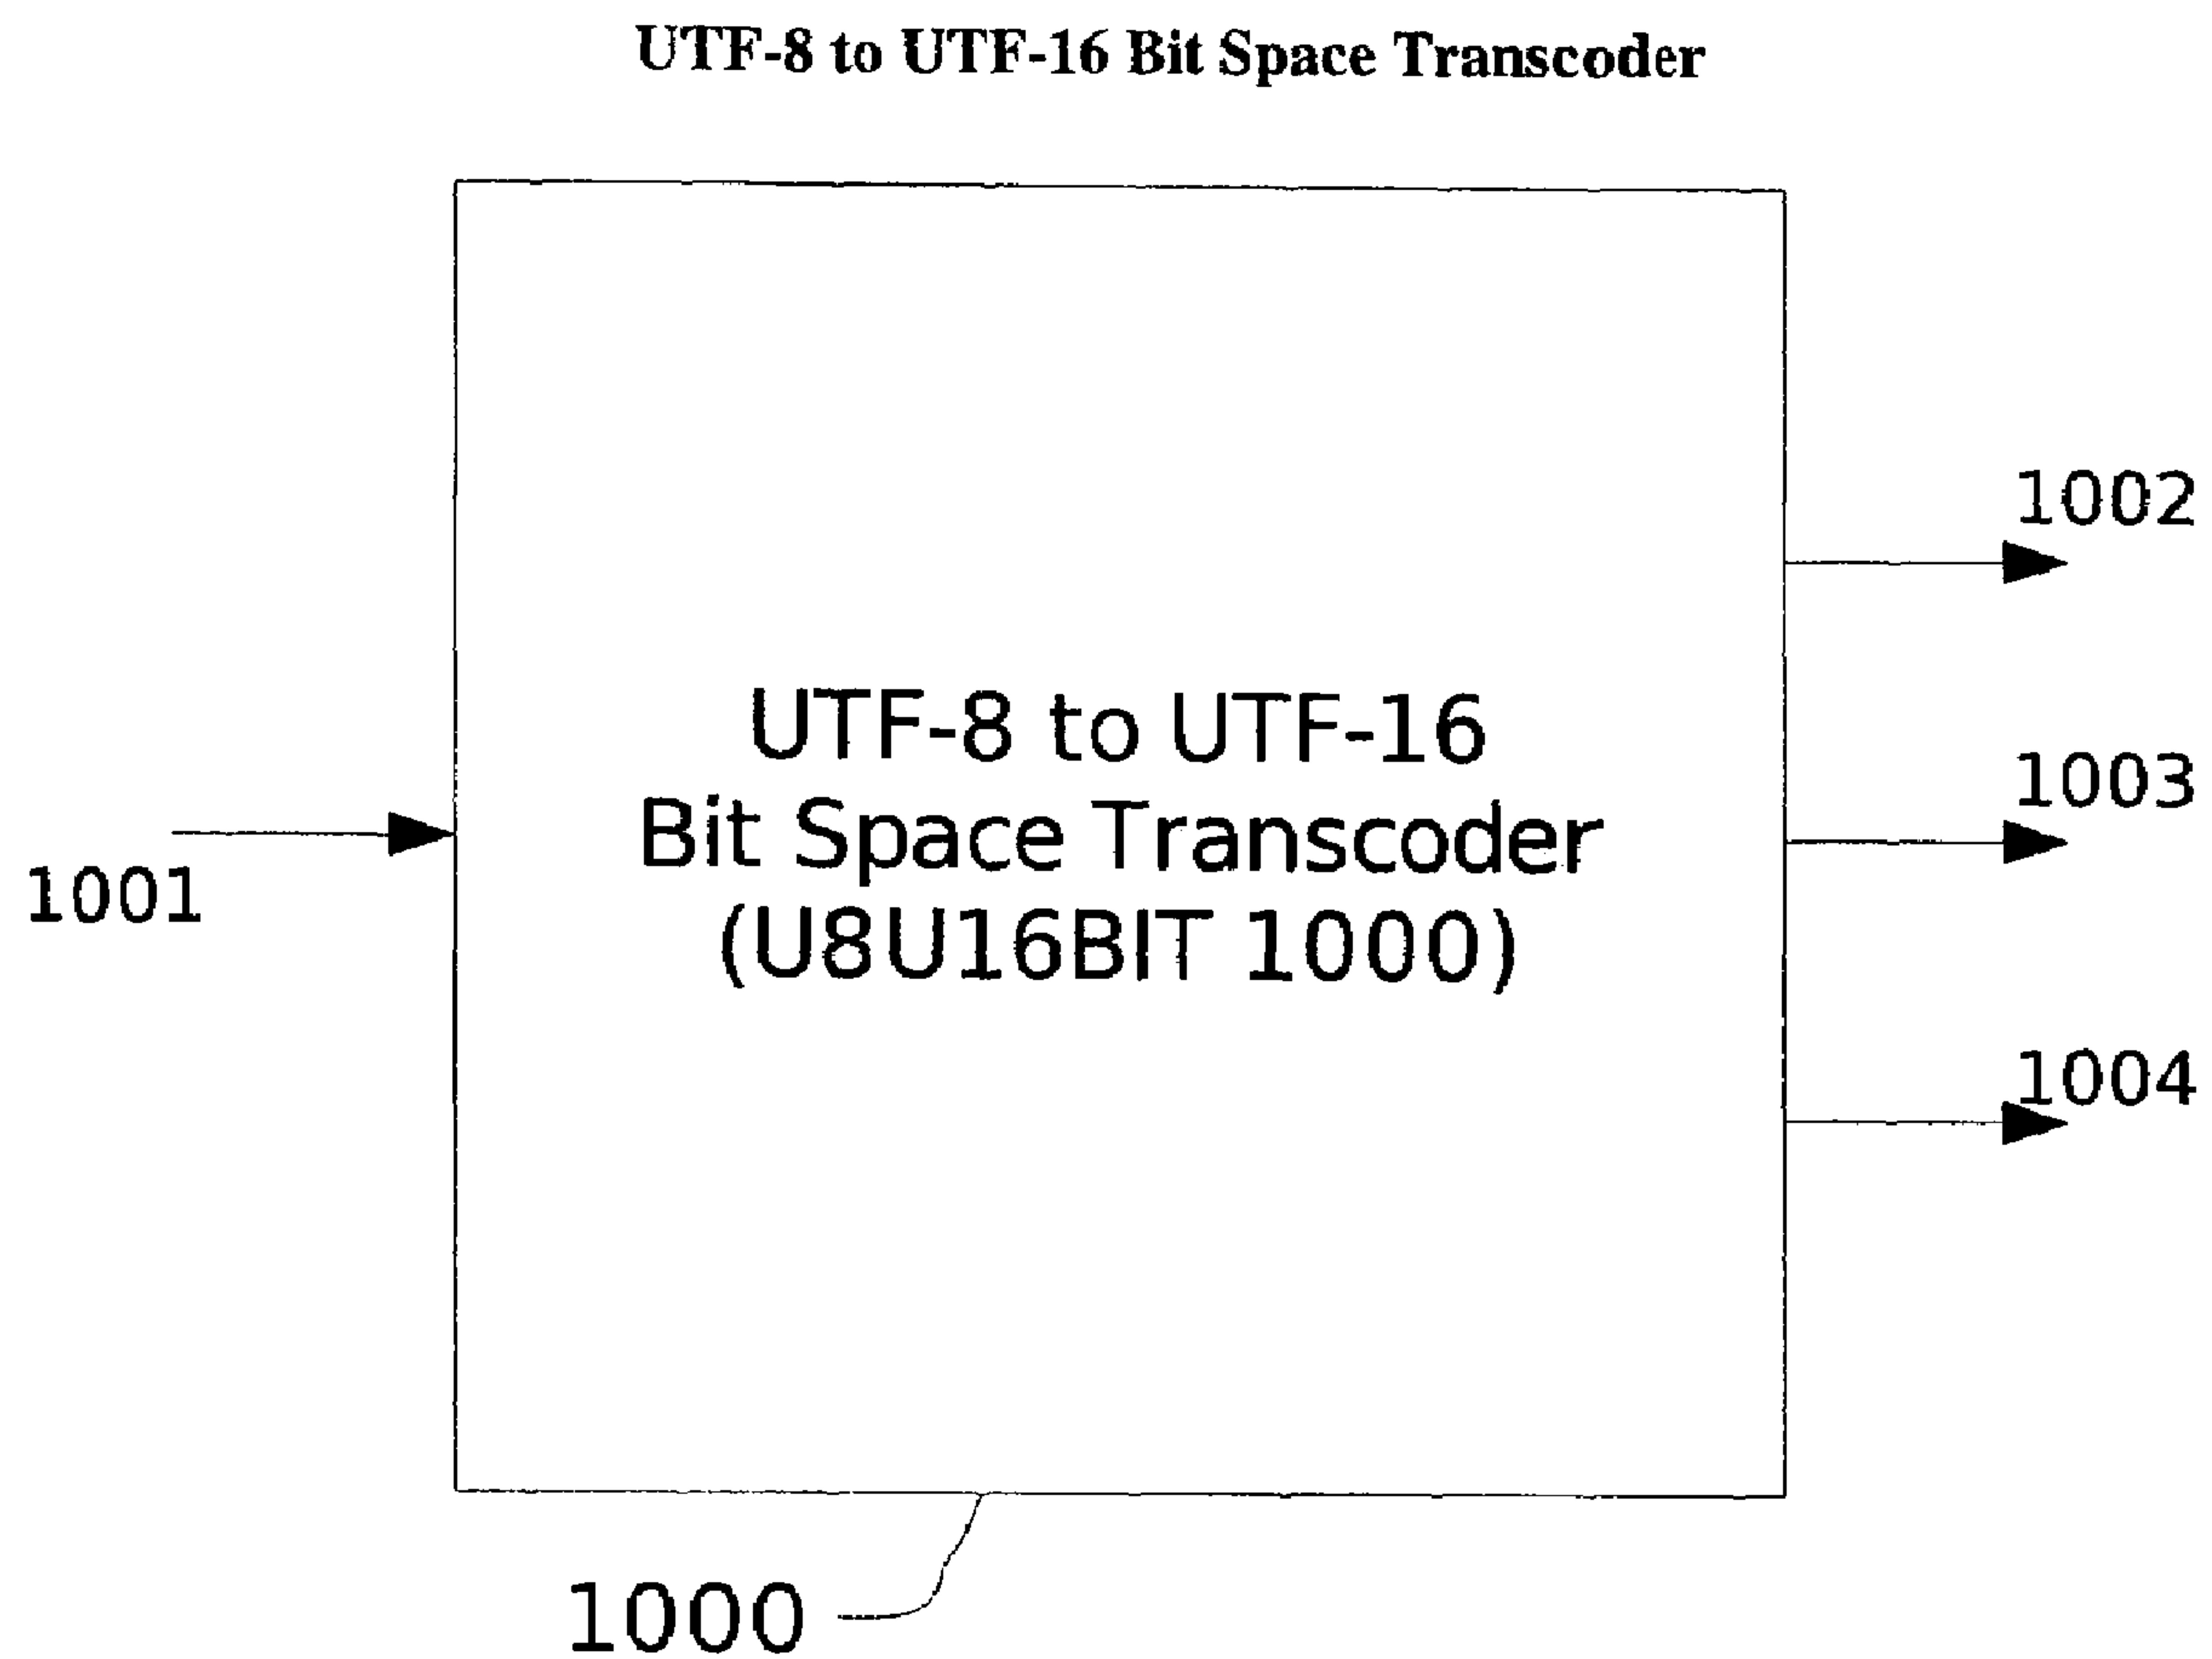 UTF-8 to UTF-16 Bit Space Transcoder
1002
UTF-8 to UTF-16
1003
Bit Space Transcoder
1001
(U8U16BIT 1000)
1004
1000